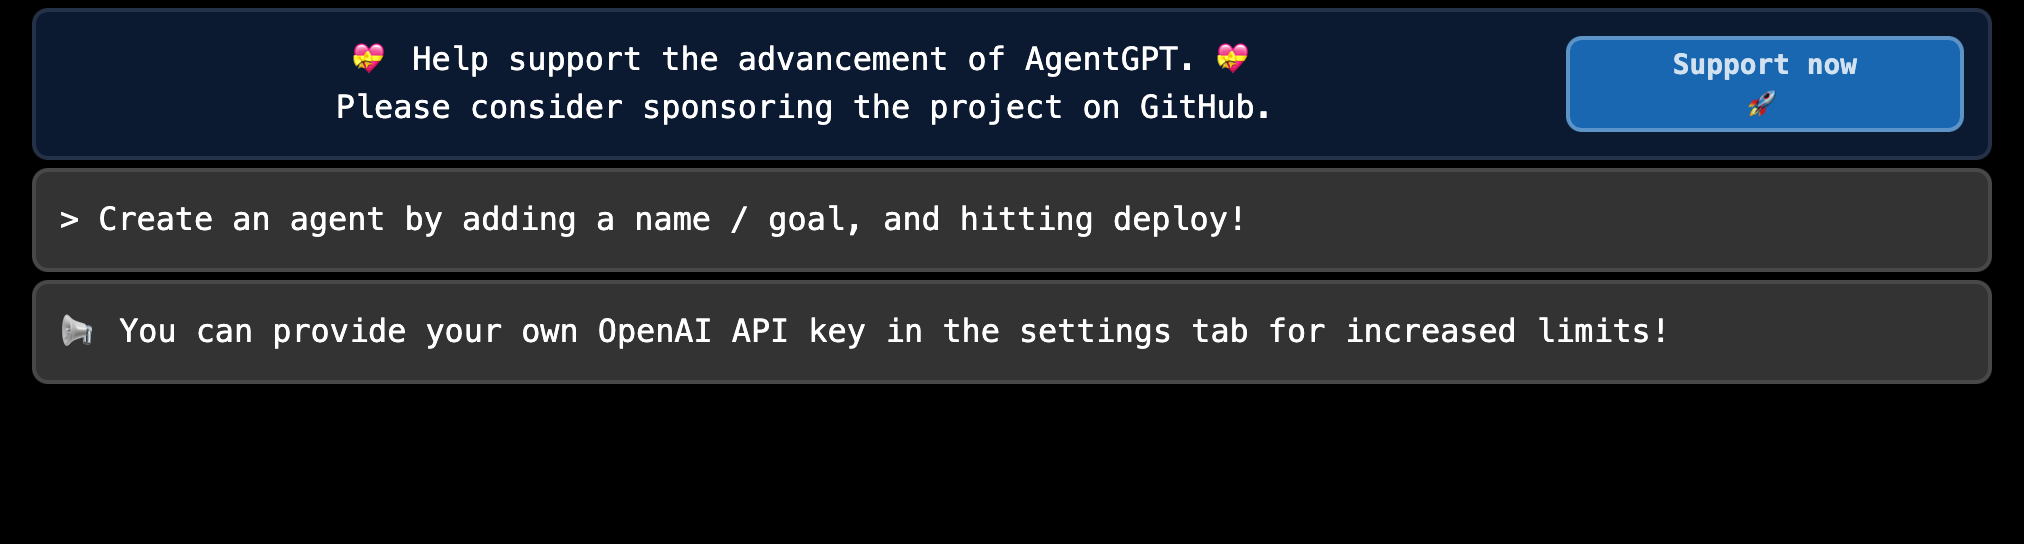 💝 Help support the advancement of AgentGPT. 💝
Please consider sponsoring the project on GitHub.
Support now
🚀
> Create an agent by adding a name / goal, and hitting deploy!
📢 You can provide your own OpenAI API key in the settings tab for increased limits!